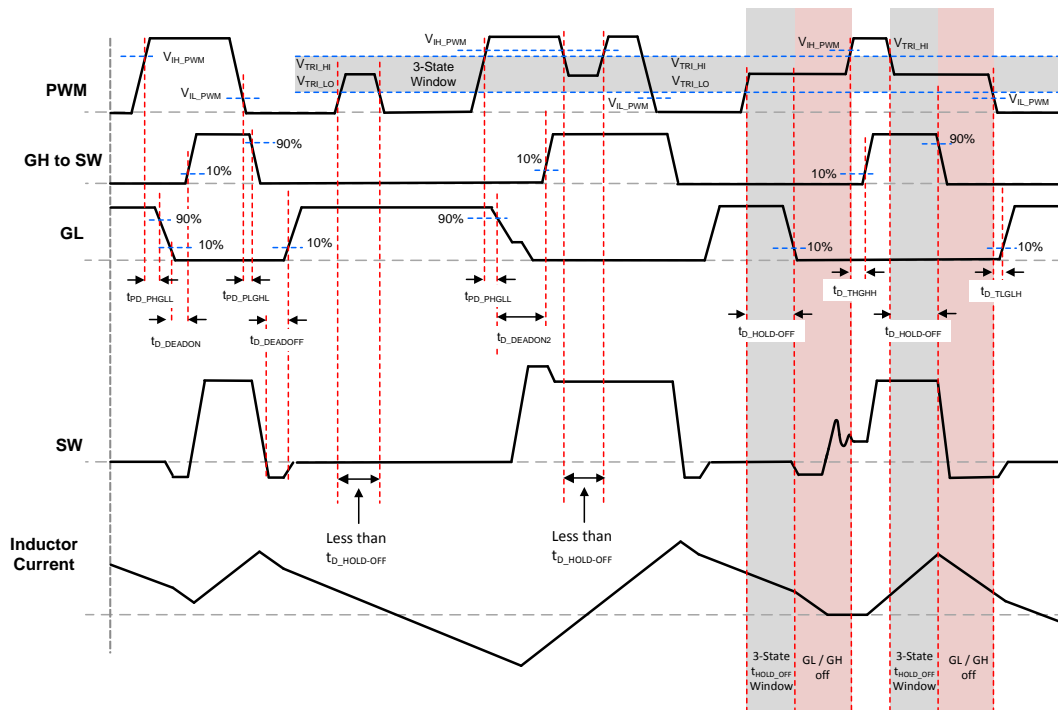 V_IH_PWM
V_IH_PWM
V_IH_PWM
V_TRI_HI
3-State
Window
V_TRI_HI
V_TRI_HI
V_TRI_LO
V_TRI_LO
PWM
V_IL_PWM
V_IL_PWM
V_IL_PWM
GH to SW
90%
90%
10%
10%
10%
GL
90%
90%
10%
10%
10%
10%
t_PD_PHGLL
t_PD_PLGHL
t_PD_PHGLL
t_D_THGHH
t_D_TLGLH
t_D_DEADON
t_D_DEADOFF
t_D_DEADON2
t_D_HOLD-OFF
t_D_HOLD-OFF
SW
Less than
t_D_HOLD-OFF
Less than
t_D_HOLD-OFF
Inductor
Current
3-State
t_HOLD_OFF
Window
GL / GH
off
3-State
t_HOLD_OFF
Window
GL / GH
off